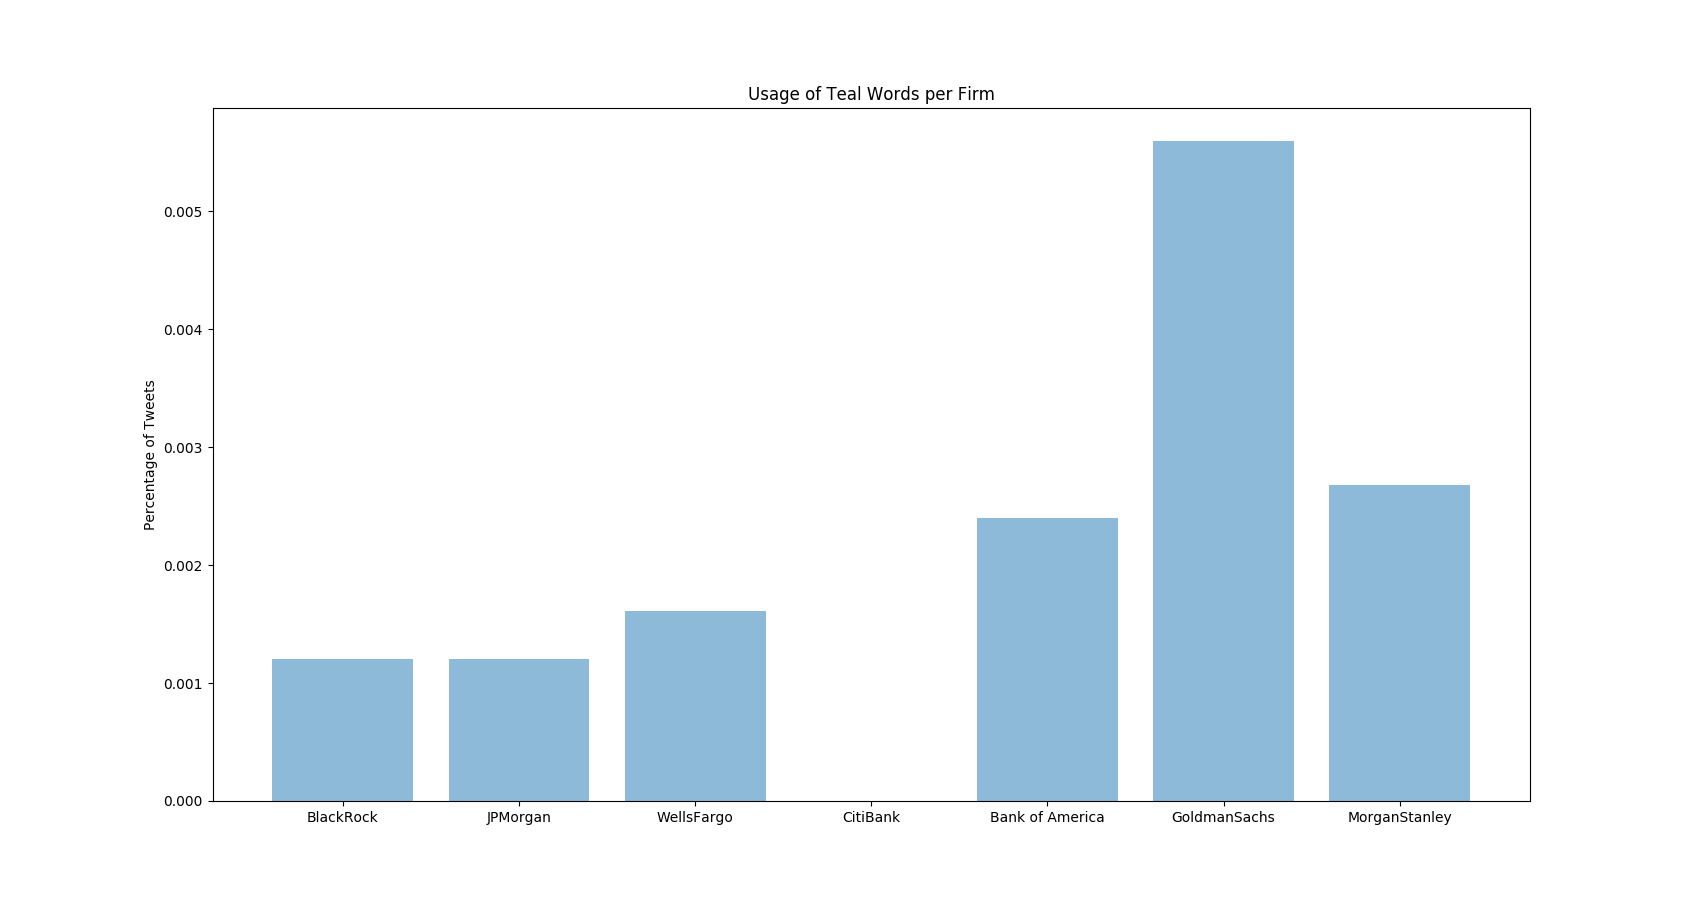 Usage of Teal Words per Firm
Percentage of Tweets
0.005
0.004
0.003
0.002
0.001
0.000
BlackRock JPMorgan WellsFargo CitiBank Bank of America GoldmanSachs MorganStanley